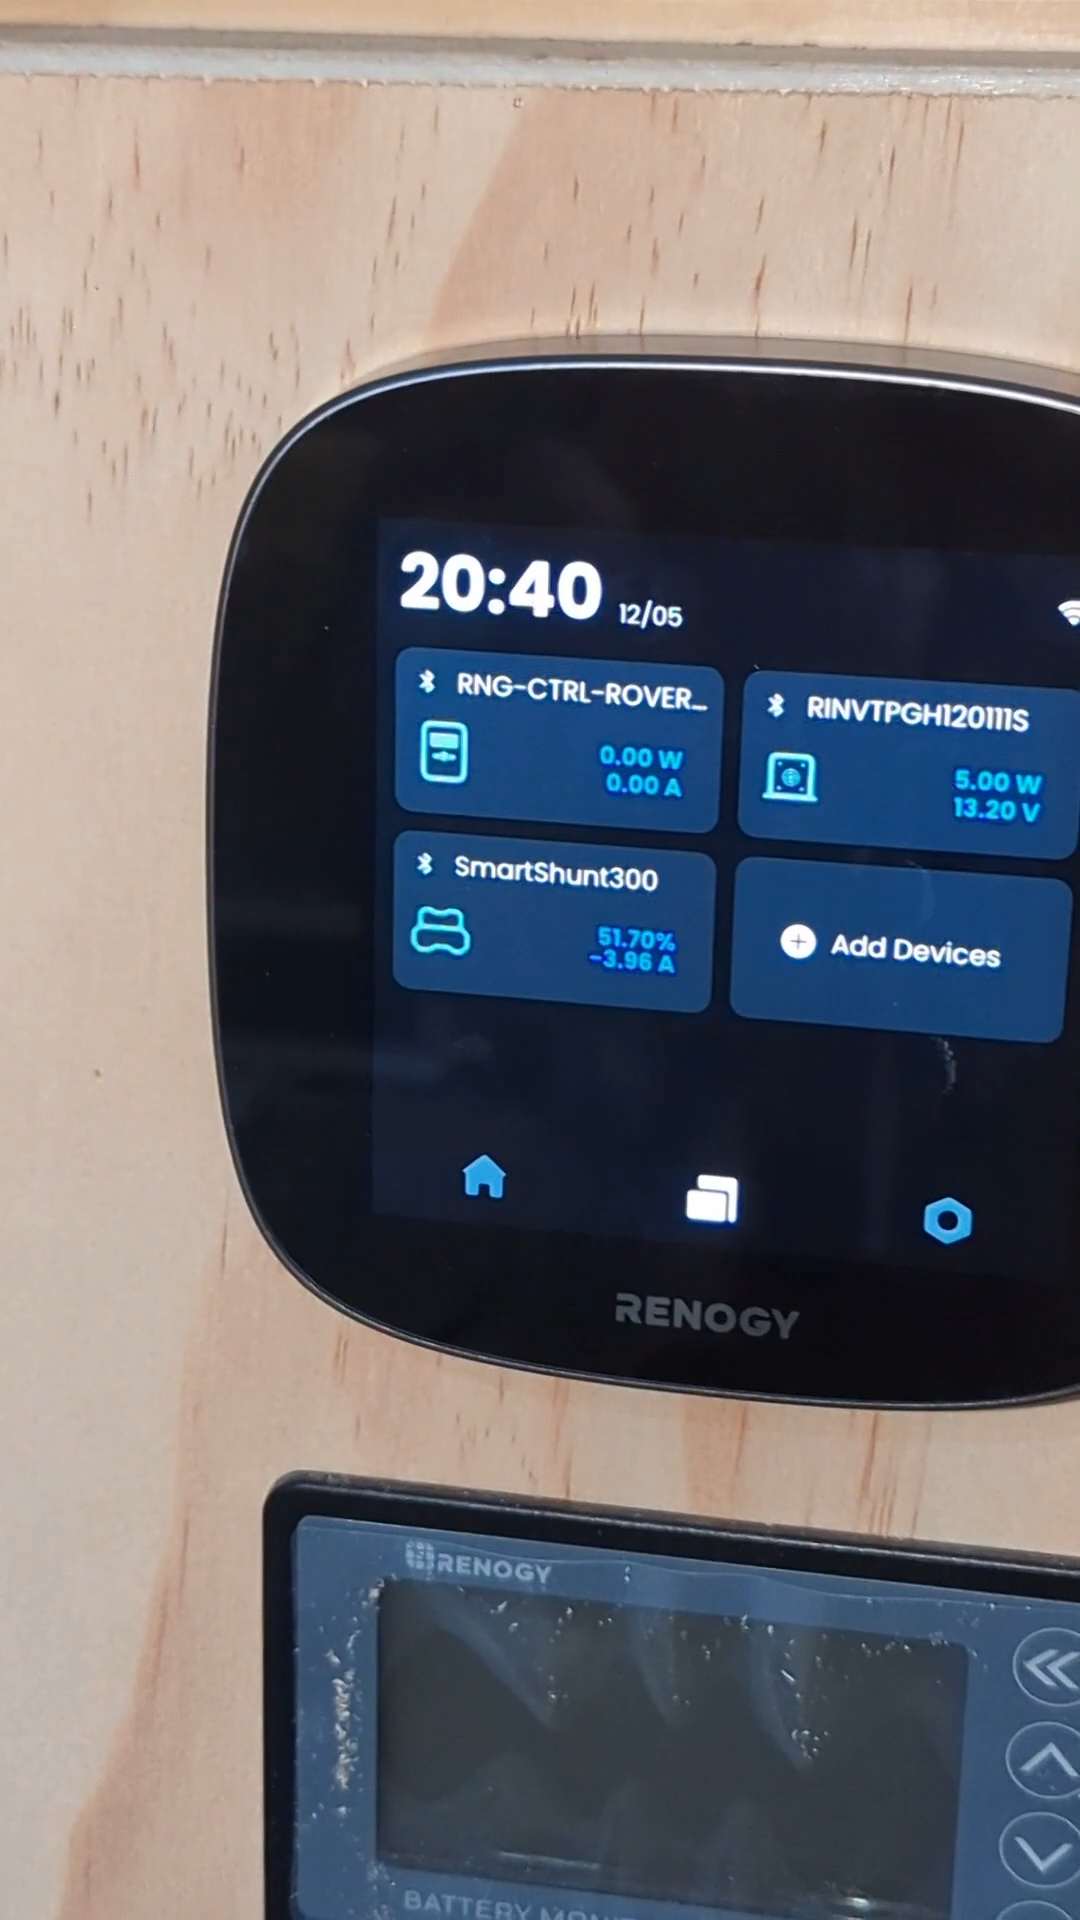 20:40 12/05
RNG-CTRL-ROVER...
0.00 W
0.00 A
RINVTPGH120111S
5.00 W
13.20 V
SmartShunt300
51.70%
-3.96 A
Add Devices
RENOGY
RENOGY
BATTERY